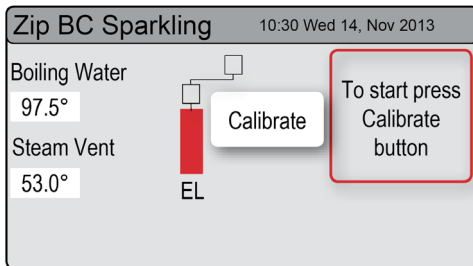 Zip BC Sparkling
10:30 Wed 14, Nov 2013
Boiling Water
97.5°
Steam Vent
53.0°
EL
Calibrate
To start press
Calibrate
button